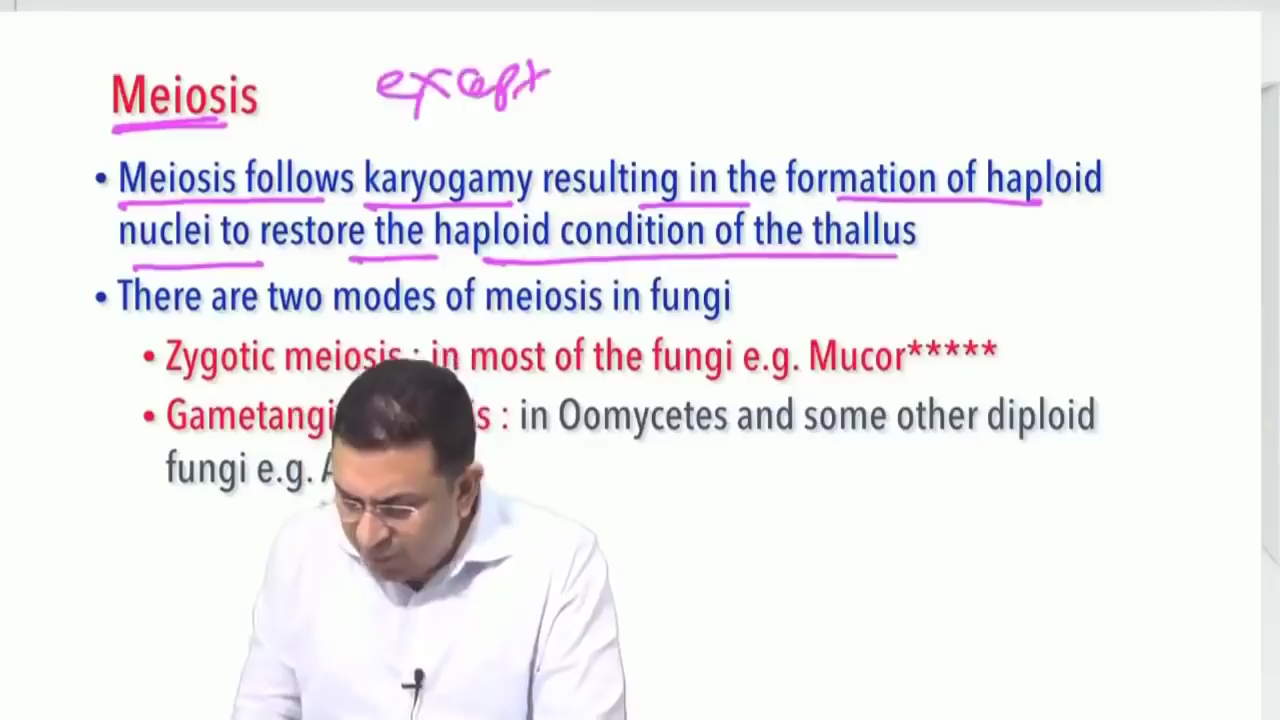 Meiosis except
• Meiosis follows karyogamy resulting in the formation of haploid
nuclei to restore the haploid condition of the thallus
• There are two modes of meiosis in fungi
• Zygotic meiosis : in most of the fungi e.g. Mucor*****
• : in Oomycetes and some other diploid
fungi e.g.